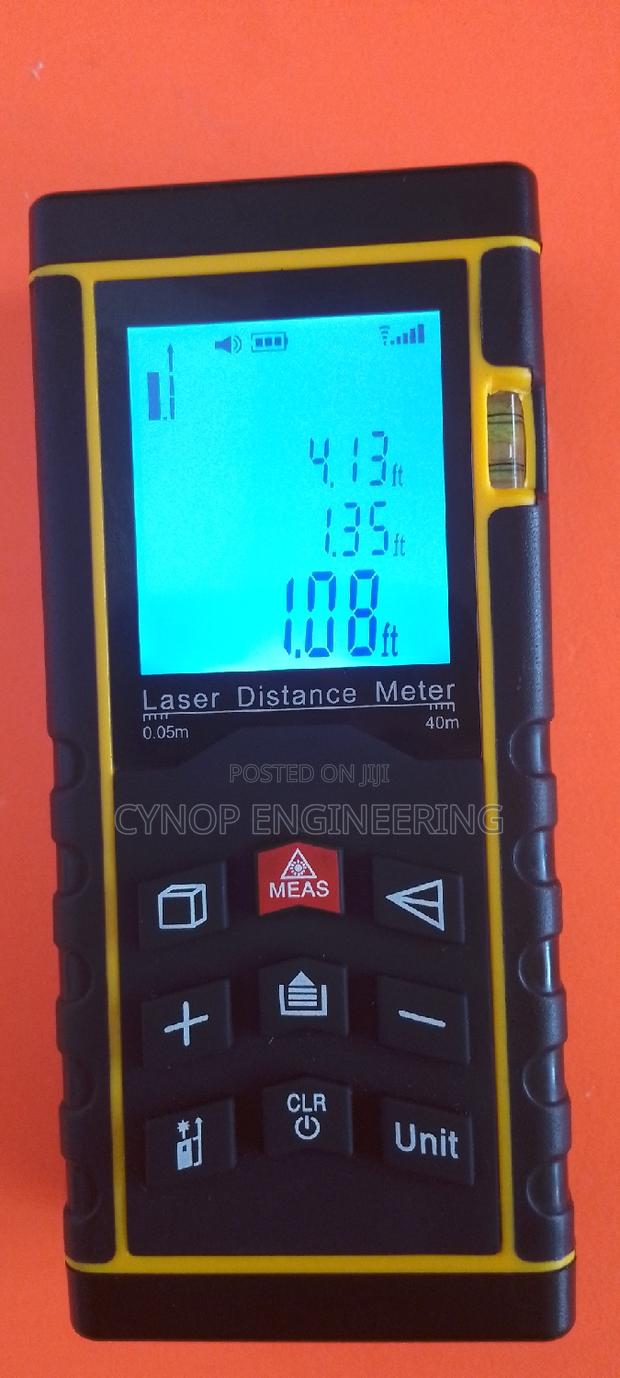 4.13ft
1.35ft
1.08ft
Laser Distance Meter
0.05m 40m
POSTED ON JIJI
CYNOP ENGINEERING
MEAS
+ −
CLR
Unit